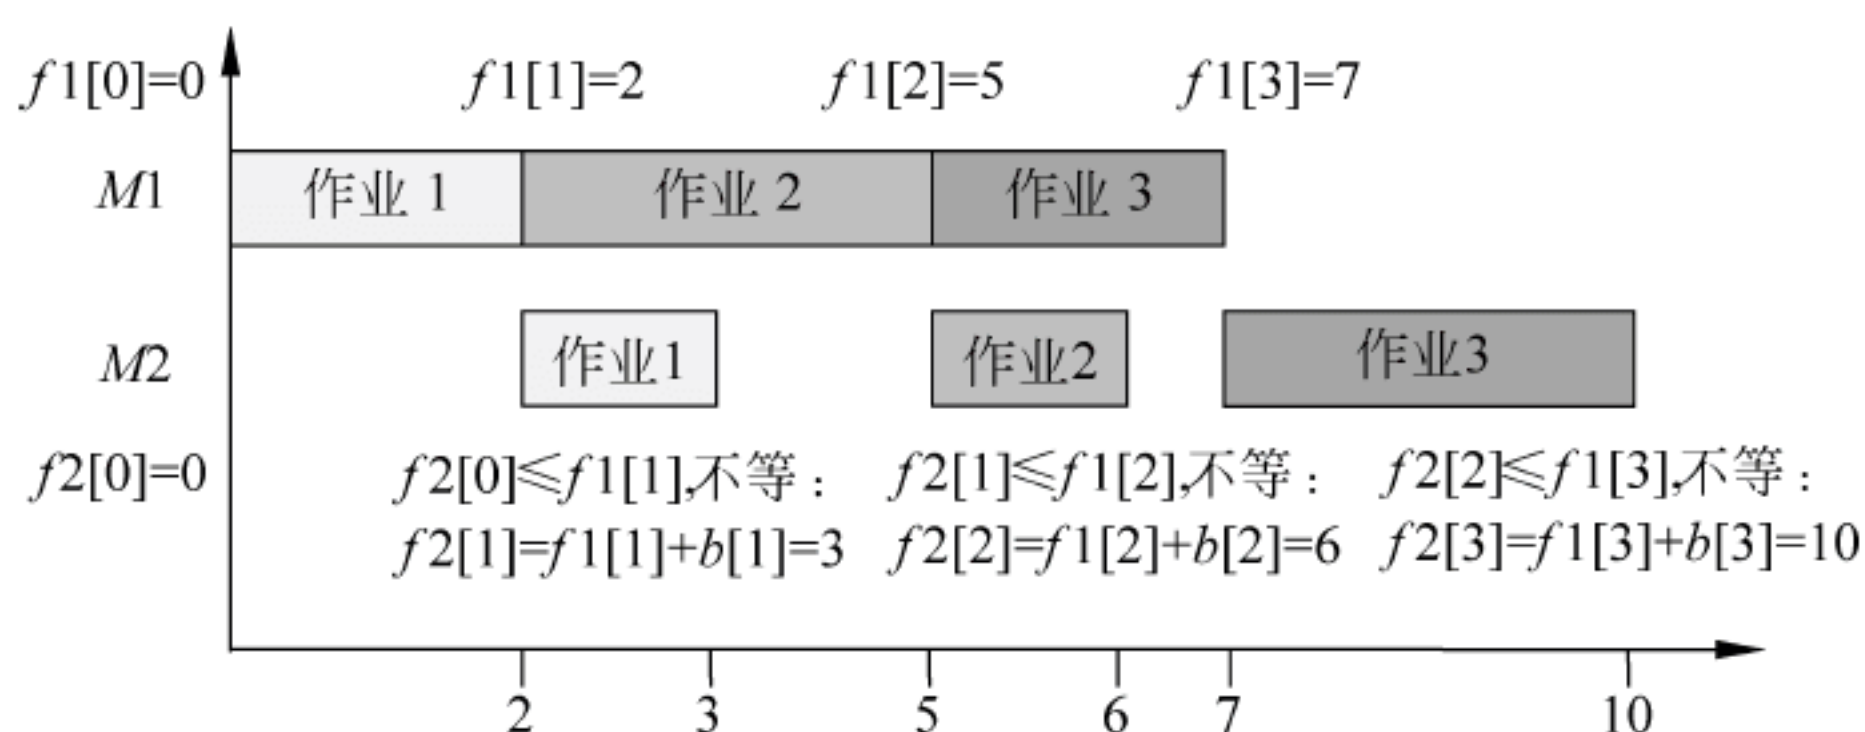 f1[0]=0 f1[1]=2 f1[2]=5 f1[3]=7
M1 作业 1 作业 2 作业 3
M2 作业1 作业2 作业3
f2[0]=0 f2[0]≤f1[1],不等: f2[1]≤f1[2],不等: f2[2]≤f1[3],不等:
f2[1]=f1[1]+b[1]=3 f2[2]=f1[2]+b[2]=6 f2[3]=f1[3]+b[3]=10
2 3 5 6 7 10